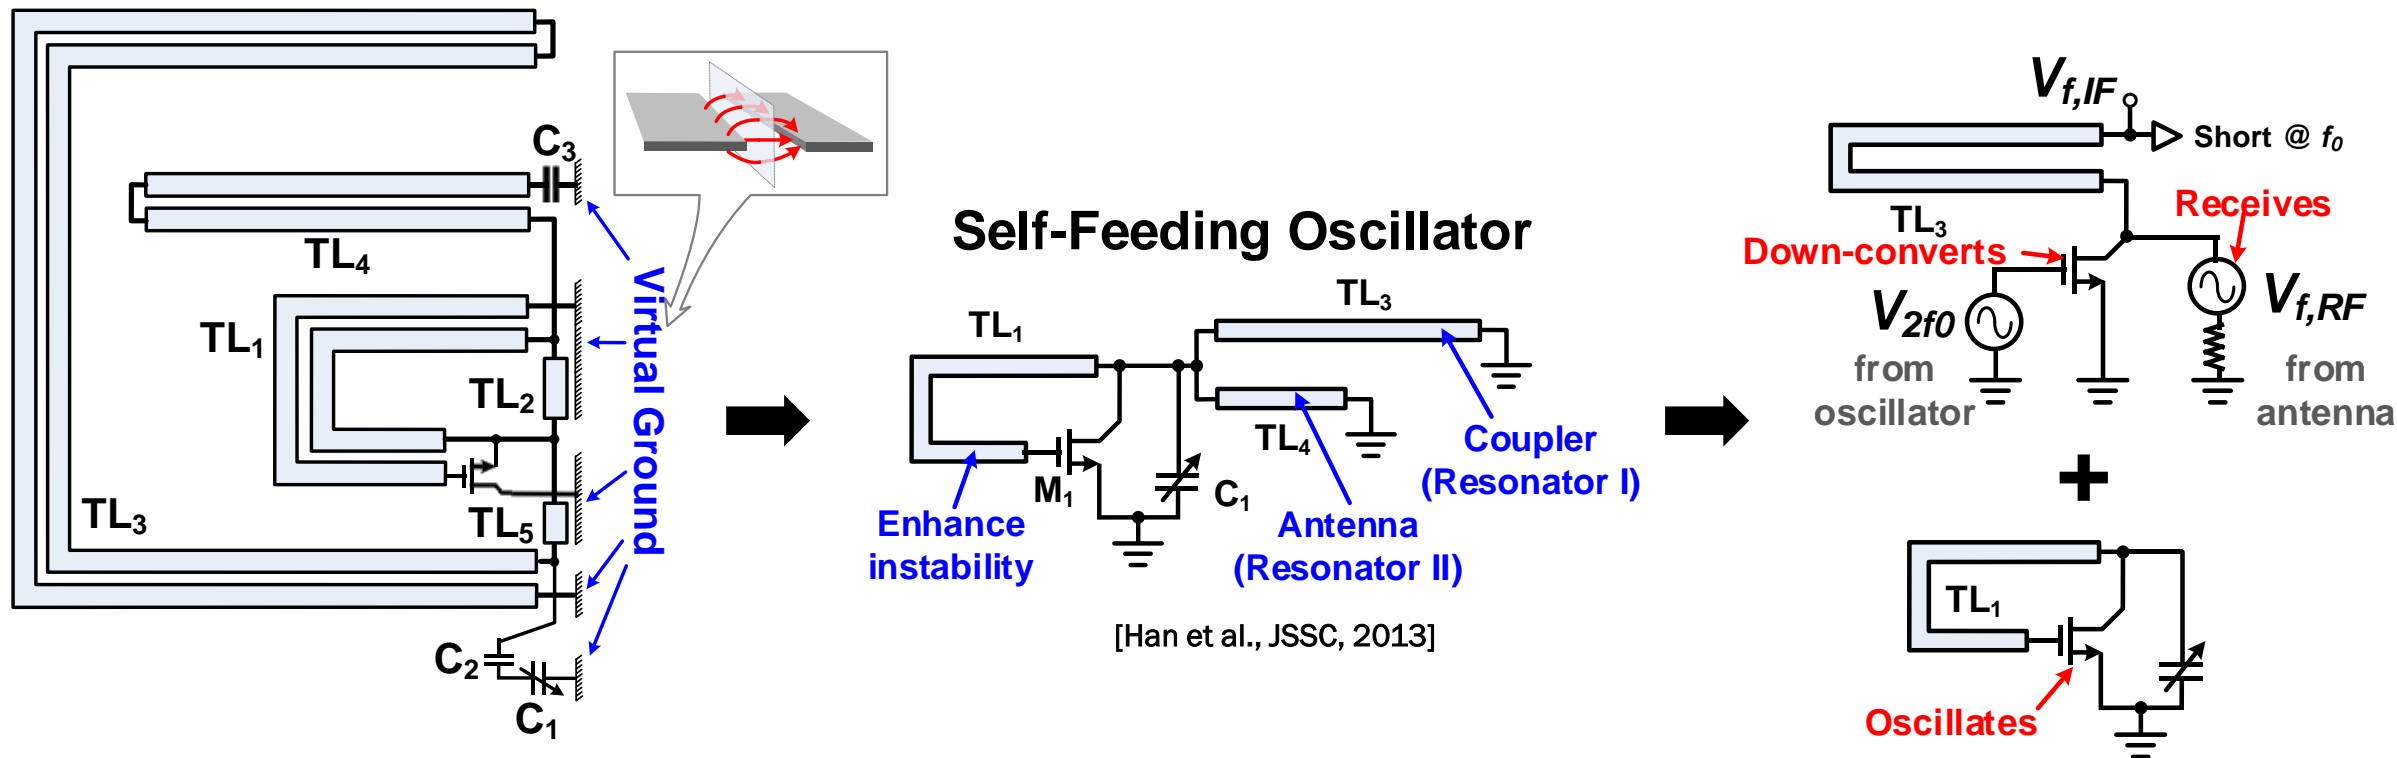 C3
TL4
TL1
TL2
TL3
TL5
C2
C1
Virtual Ground
Self-Feeding Oscillator
TL1
TL3
TL4
M1
C1
Enhance
instability
Antenna
(Resonator II)
Coupler
(Resonator I)
[Han et al., JSSC, 2013]
Vf,IF
Short @ f0
TL3
Receives
Down-converts
V2f0
from
oscillator
Vf,RF
from
antenna
+
TL1
Oscillates